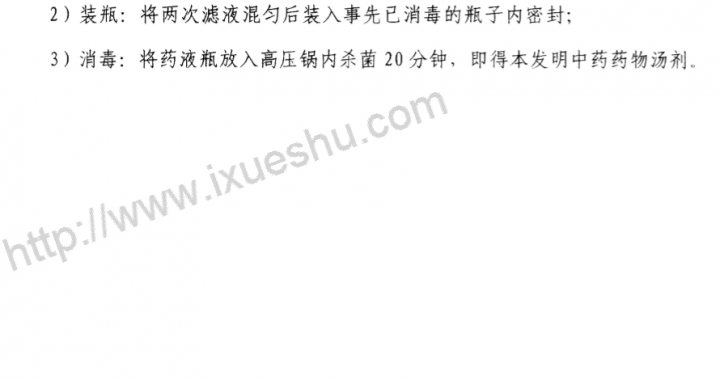 2）装瓶：将两次滤液混匀后装入事先已消毒的瓶子内密封；
3）消毒：将药液瓶放入高压锅内杀菌20分钟，即得本发明中药药物汤剂。
http://www.ixueshu.com